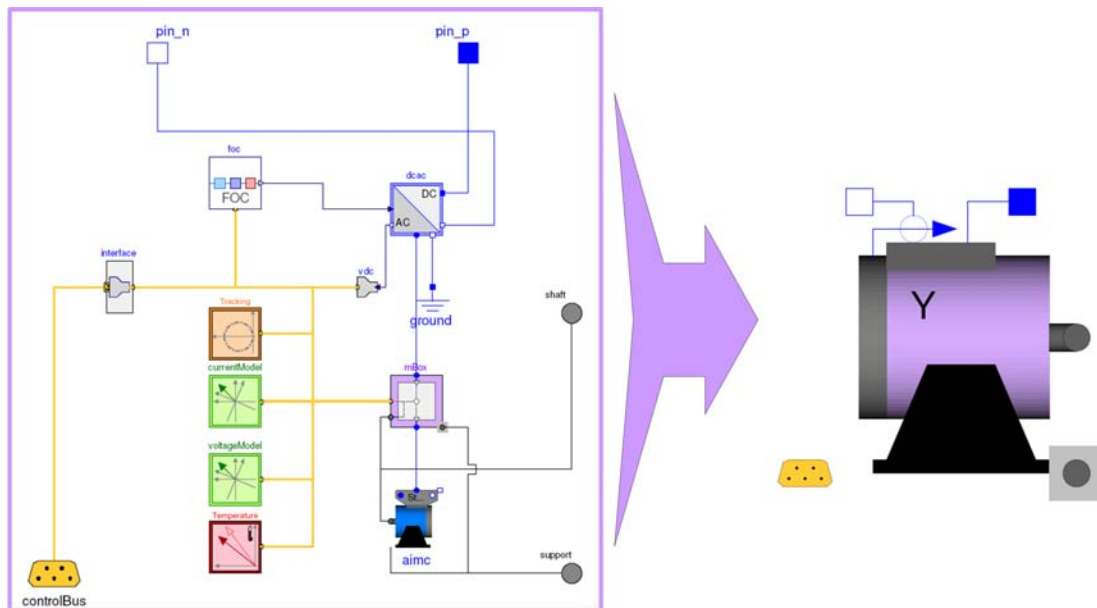 pin_n
pin_p
foc
FOC
dcac
DC
AC
interface
vdc
Tracking
ground
shaft
currentModel
mBox
voltageModel
St...
Temperature
aimc
support
controlBus
Y